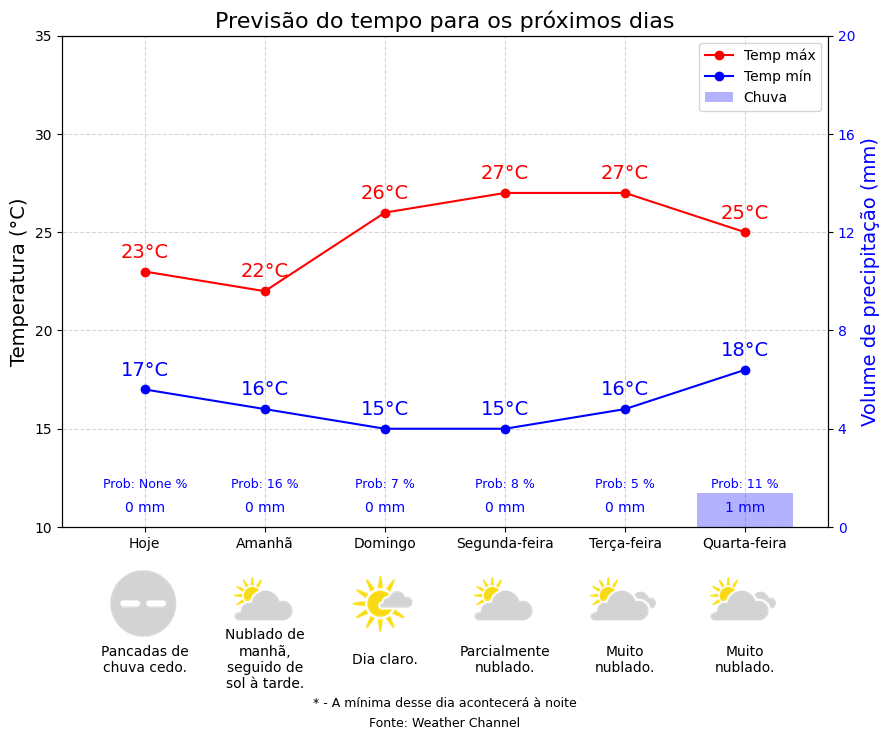 Previsão do tempo para os próximos dias
35
30
25
20
15
10
Temperatura (°C)
20
16
12
8
4
0
Volume de precipitação (mm)
Temp máx
Temp mín
Chuva
23°C
22°C
26°C
27°C
27°C
25°C
17°C
16°C
15°C
15°C
16°C
18°C
Prob: None % Prob: 16 % Prob: 7 % Prob: 8 % Prob: 5 % Prob: 11 %
0 mm 0 mm 0 mm 0 mm 0 mm 1 mm
Hoje Amanhã Domingo Segunda-feira Terça-feira Quarta-feira
Pancadas de
chuva cedo.
Nublado de
manhã,
seguido de
sol à tarde.
Dia claro.
Parcialmente
nublado.
Muito
nublado.
Muito
nublado.
* - A mínima desse dia acontecerá à noite
Fonte: Weather Channel